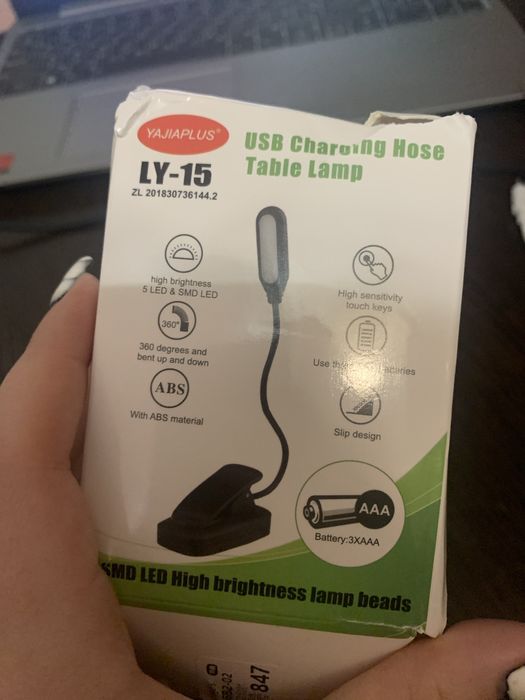 YAJIAPLUS®
USB Charging Hose
Table Lamp
LY-15
ZL 201830736144.2
high brightness
5 LED & SMD LED
High sensitivity
touch keys
360°
360 degrees and
bent up and down
Use batteries
ABS
With ABS material
Slip design
AAA
Battery:3XAAA
SMD LED High brightness lamp beads
847